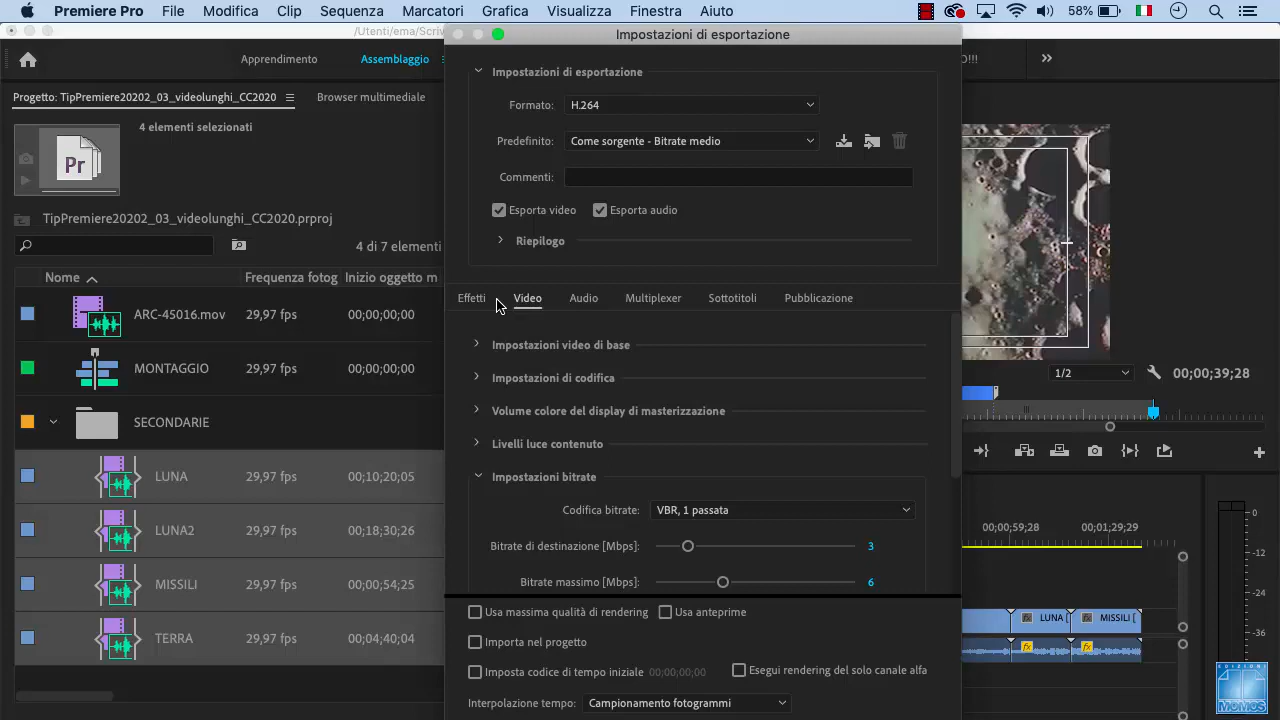 Premiere Pro File Modifica Clip Sequenza Marcatori Grafica Visualizza Finestra Aiuto 58%
/Utenti/ema/Scriv
Impostazioni di esportazione
Apprendimento Assemblaggio
O!!!
Impostazioni di esportazione
Progetto: TipPremiere20202_03_videolunghi_CC2020 Browser multimediale
Formato: H.264
4 elementi selezionati
Pr
Predefinito: Come sorgente - Bitrate medio
Commenti:
Esporta video Esporta audio
TipPremiere20202_03_videolunghi_CC2020.prproj
Riepilogo
4 di 7 elementi
Nome Frequenza fotog Inizio oggetto m
Effetti Video Audio Multiplexer Sottotitoli Pubblicazione
ARC-45016.mov 29,97 fps 00;00;00;00
Impostazioni video di base
MONTAGGIO 29,97 fps 00;00;00;00
Impostazioni di codifica
1/2 00;00;39;28
Volume colore del display di masterizzazione
SECONDARIE
Livelli luce contenuto
LUNA 29,97 fps 00;10;20;05
Impostazioni bitrate
Codifica bitrate: VBR, 1 passata
LUNA2 29,97 fps 00;18;30;26
00;00;59;28 00;01;29;29
Bitrate di destinazione [Mbps]: 3
MISSILI 29,97 fps 00;00;54;25
Bitrate massimo [Mbps]: 6
0
-12
-24
-36
Usa massima qualità di rendering Usa anteprime
LUNA [ MISSILI [
fx fx
TERRA 29,97 fps 00;04;40;04
Importa nel progetto
Imposta codice di tempo iniziale 00;00;00;00 Esegui rendering del solo canale alfa
Interpolazione tempo: Campionamento fotogrammi
EDIZIONI
MOMOS